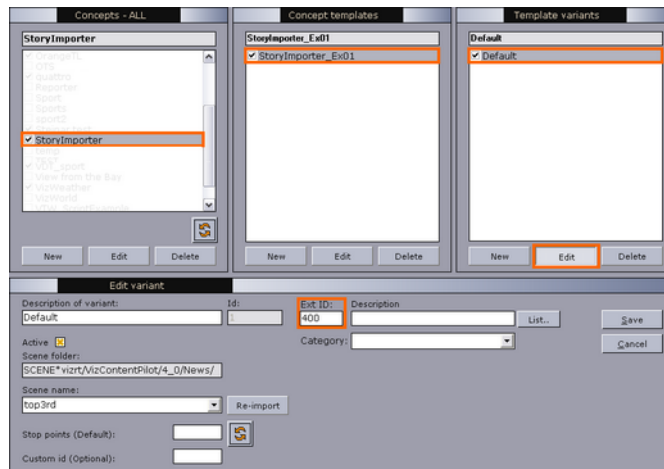 Concepts - ALL
StoryImporter
OrangeTL
OTS
quattro
Reporter
Sport
Sports
sport2
StoryImporter
TEST
VDT_sport
View from the Bay
VizWeather
VizWorld
New Edit Delete
Concept templates
StoryImporter_Ex01
StoryImporter_Ex01
New Edit Delete
Template variants
Default
Default
New Edit Delete
Edit variant
Description of variant: Id: Ext ID: Description
Default 1 400 List..
Save
Active Category:
Cancel
Scene folder:
SCENE*vizrt/VizContentPilot/4_0/News/
Scene name:
top3rd Re-import
Stop points (Default):
Custom id (Optional):